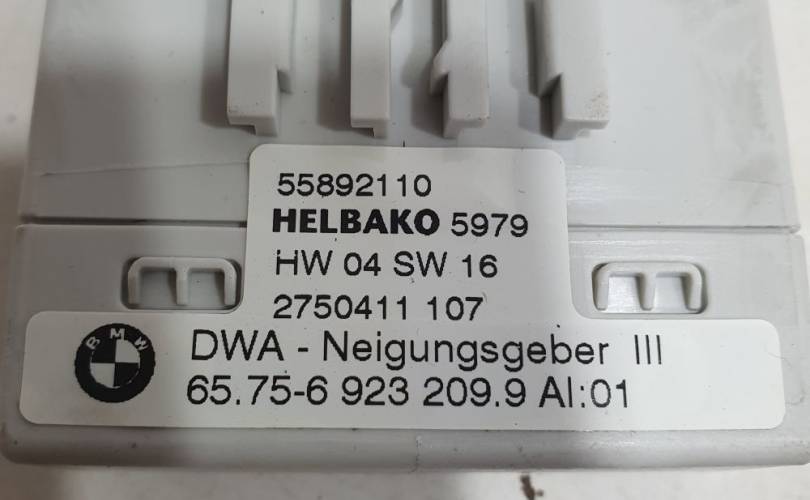 55892110
HELBAKO 5979
HW 04 SW 16
2750411 107
BMW
DWA - Neigungsgeber III
65.75-6 923 209.9 AI:01